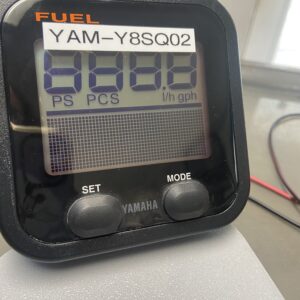 FUEL
YAM-Y8SQ02
888.8
PS PCS l/h gph
SET MODE
YAMAHA